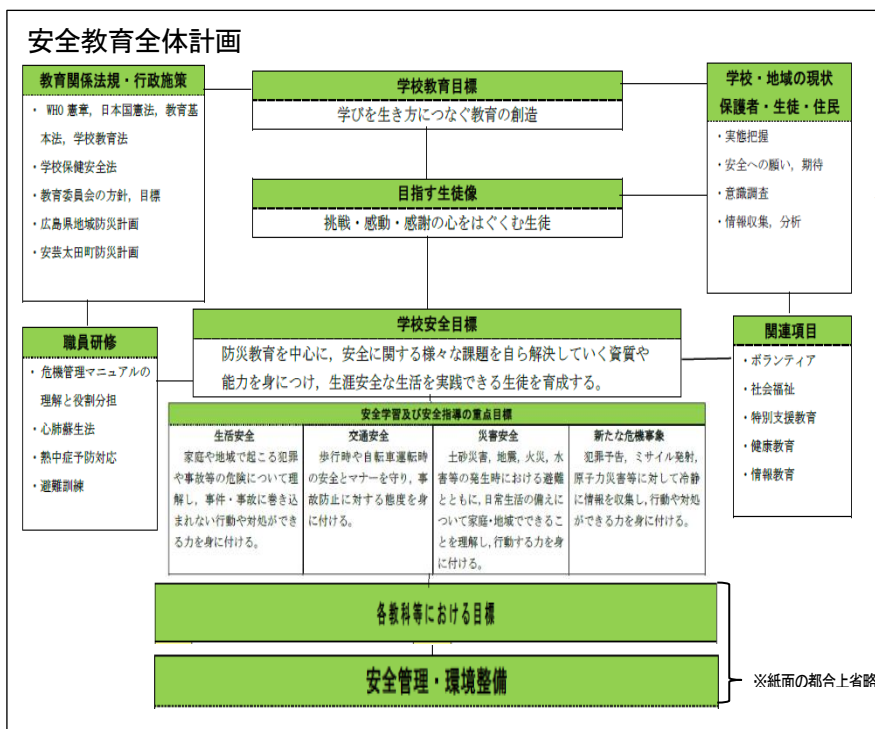 安全教育全体計画
教育関係法規・行政施策
・ WHO 憲章，日本国憲法，教育基
本法，学校教育法
・学校保健安全法
・教育委員会の方針，目標
・広島県地域防災計画
・安芸太田町防災計画
学校教育目標
学びを生き方につなぐ教育の創造
目指す生徒像
挑戦・感動・感謝の心をはぐくむ生徒
学校・地域の現状
保護者・生徒・住民
・実態把握
・安全への願い，期待
・意識調査
・情報収集，分析
職員研修
・ 危機管理マニュアルの
理解と役割分担
・心肺蘇生法
・熱中症予防対応
・避難訓練
学校安全目標
防災教育を中心に，安全に関する様々な課題を自ら解決していく資質や
能力を身につけ，生涯安全な生活を実践できる生徒を育成する。
関連項目
・ボランティア
・社会福祉
・特別支援教育
・健康教育
・情報教育
安全学習及び安全指導の重点目標
生活安全
家庭や地域で起こる犯罪
や事故等の危険について理
解し，事件・事故に巻き込
まれない行動や対処ができ
る力を身に付ける。
交通安全
歩行時や自転車運転時
の安全とマナーを守り，事
故防止に対する態度を身
に付ける。
災害安全
土砂災害，地震，火災，水
害等の発生時における避難
とともに，日常生活の備えに
ついて家庭・地域でできるこ
とを理解し，行動する力を身
に付ける。
新たな危機事象
犯罪予告，ミサイル発射，
原子力災害等に対して冷静
に情報を収集し，行動や対処
ができる力を身に付ける。
各教科等における目標
安全管理・環境整備
※紙面の都合上省略